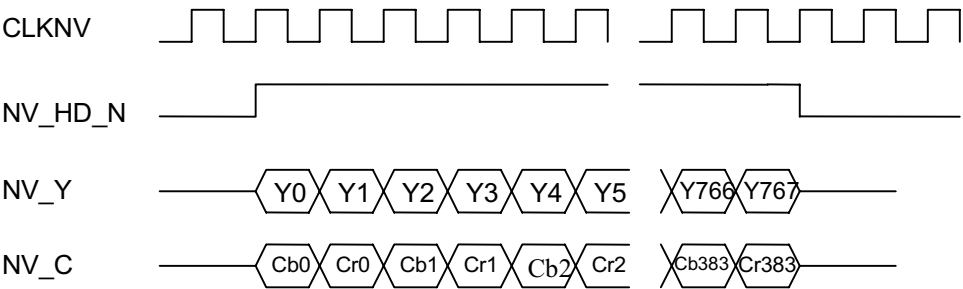 CLKNV
NV_HD_N
NV_Y Y0 Y1 Y2 Y3 Y4 Y5 Y766 Y767
NV_C Cb0 Cr0 Cb1 Cr1 Cb2 Cr2 Cb383 Cr383